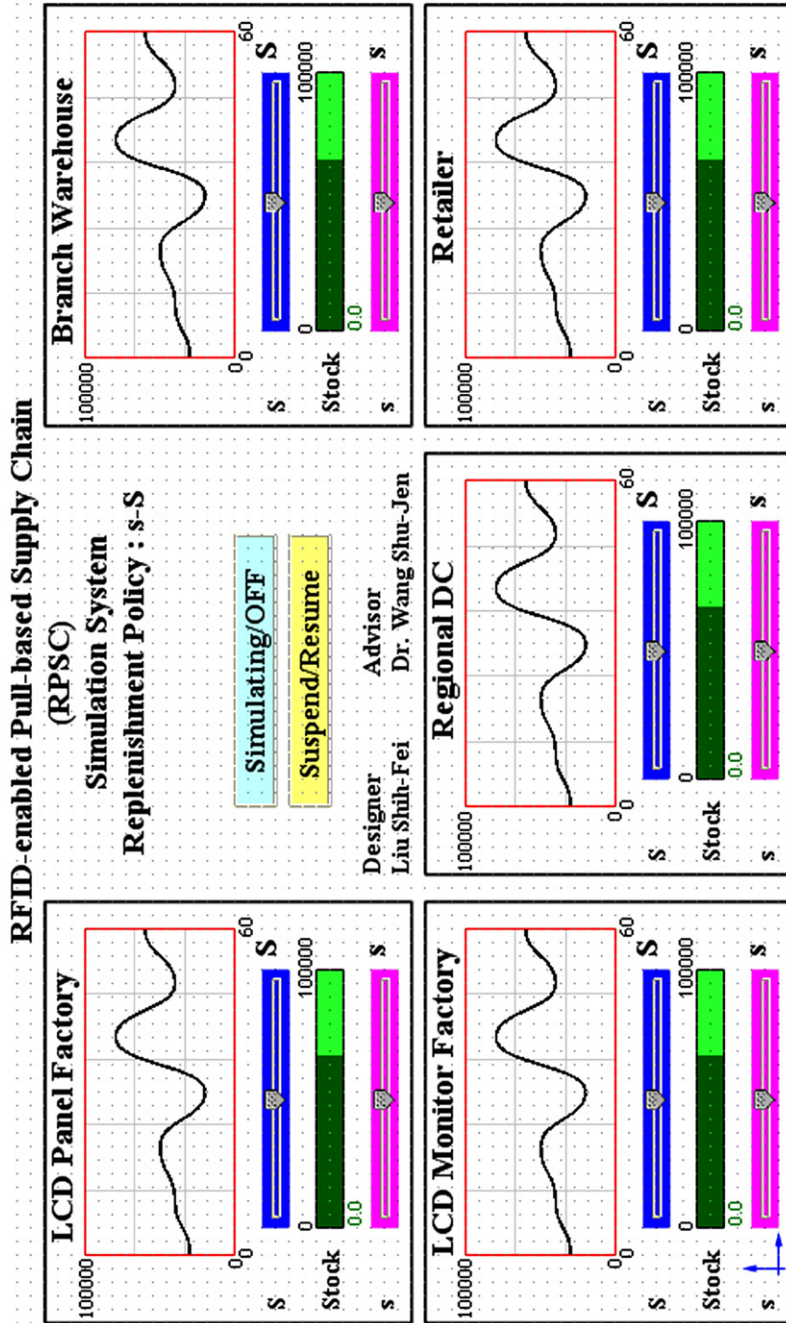 RFID-enabled Pull-based Supply Chain
(RPSC)
Simulation System
Replenishment Policy : s-S
Simulating/OFF
Suspend/Resume
Designer
Advisor
Liu Shih-Fei
Dr. Wang Shu-Jen
LCD Panel Factory
100000
0
0
60
S
S
0
100000
Stock
0.0
s
s
Branch Warehouse
100000
0
0
60
S
S
0
100000
Stock
0.0
s
s
LCD Monitor Factory
100000
0
0
60
S
S
0
100000
Stock
0.0
s
s
Regional DC
100000
0
0
60
S
S
0
100000
Stock
0.0
s
s
Retailer
100000
0
0
60
S
S
0
100000
Stock
0.0
s
s